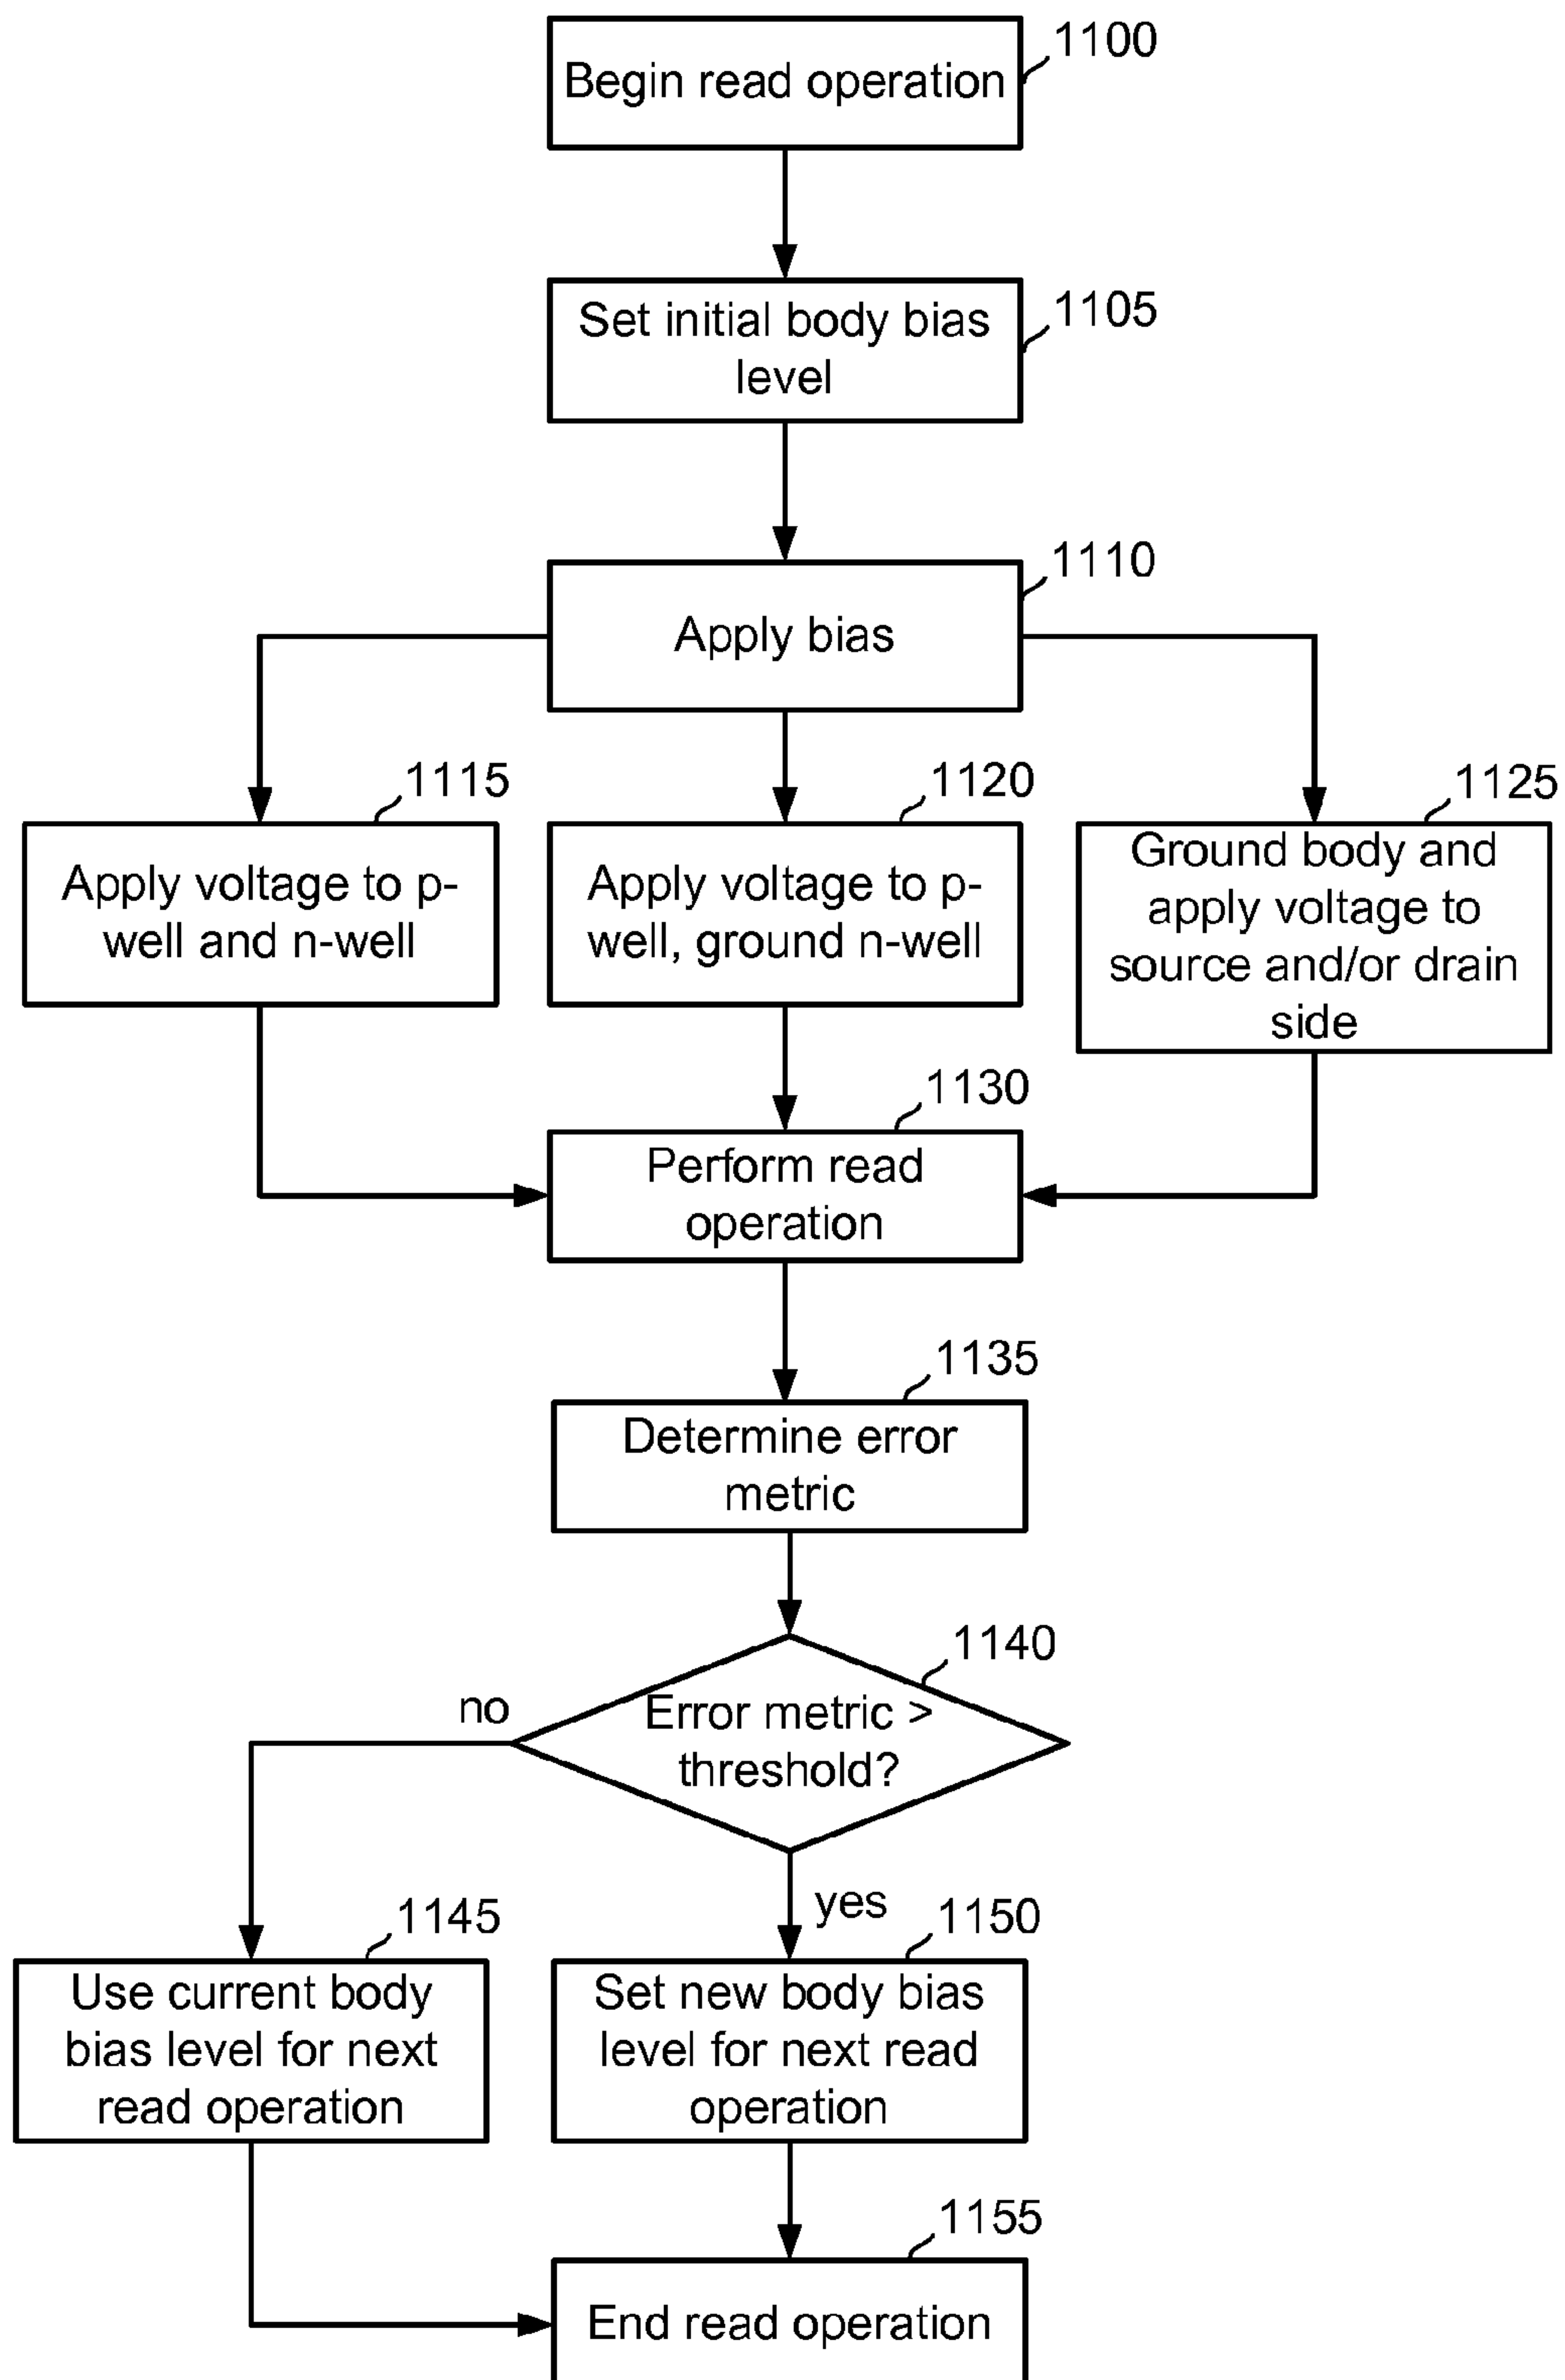 1100
Begin read operation
1105
Set initial body bias
level
1110
Apply bias
1115
Apply voltage to p-
well and n-well
1120
Apply voltage to p-
well, ground n-well
1125
Ground body and
apply voltage to
source and/or drain
side
1130
Perform read
operation
1135
Determine error
metric
1140
Error metric >
threshold?
no
yes
1145
Use current body
bias level for next
read operation
1150
Set new body bias
level for next read
operation
1155
End read operation